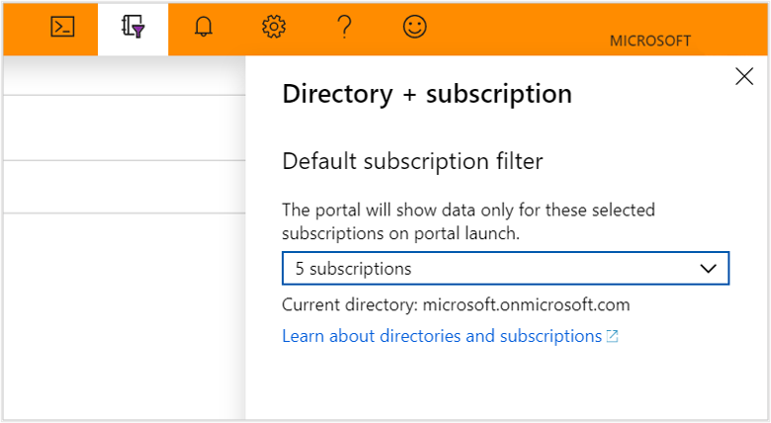 MICROSOFT
Directory + subscription
Default subscription filter
The portal will show data only for these selected
subscriptions on portal launch.
5 subscriptions
Current directory: microsoft.onmicrosoft.com
Learn about directories and subscriptions